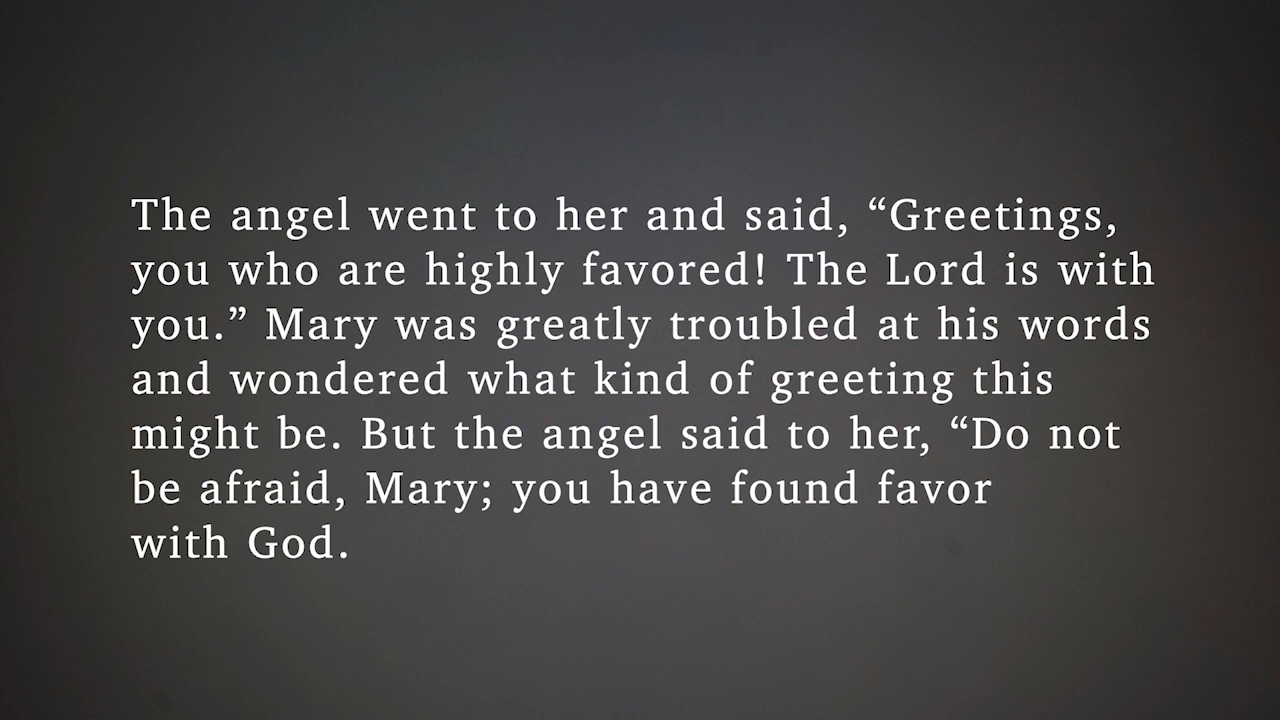 The angel went to her and said, “Greetings,
you who are highly favored! The Lord is with
you.” Mary was greatly troubled at his words
and wondered what kind of greeting this
might be. But the angel said to her, “Do not
be afraid, Mary; you have found favor
with God.